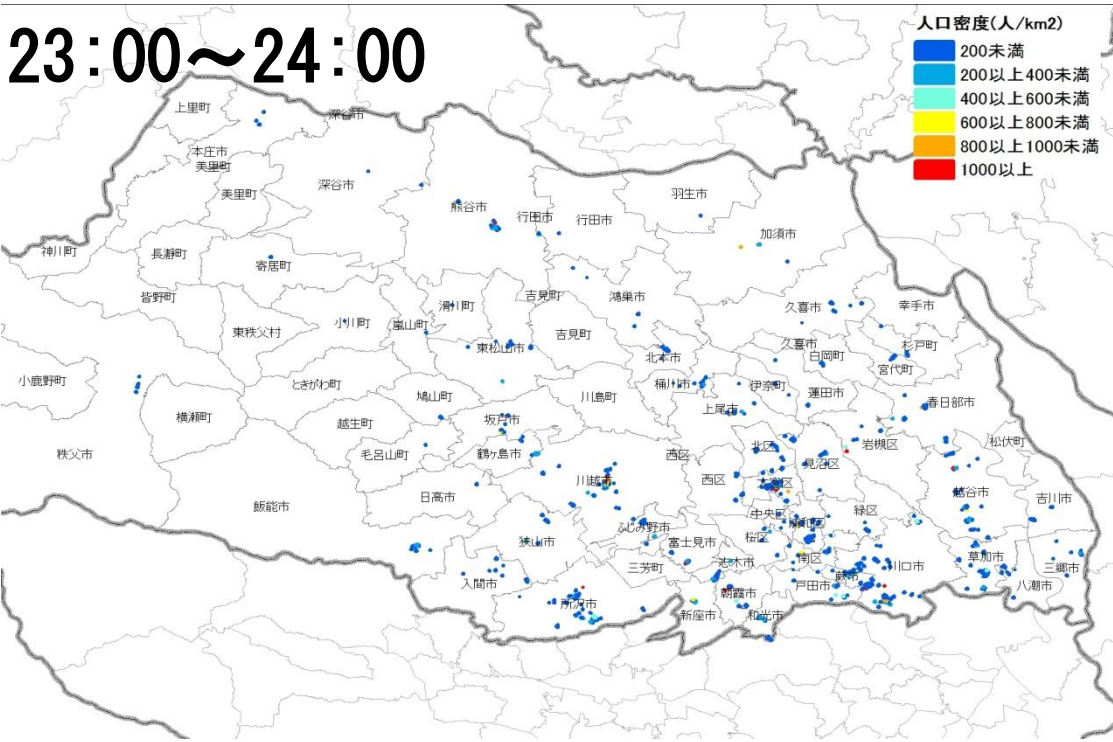 23:00～24:00
人口密度(人/km2)
200未満
200以上400未満
400以上600未満
600以上800未満
800以上1000未満
1000以上
上里町
深谷市
本庄市
美里町
美里町
深谷市
羽生市
熊谷市
行田市
行田市
加須市
神川町
長瀞町
寄居町
皆野町
滑川町
吉見町
鴻巣市
久喜市
幸手市
東秩父村
小川町
嵐山町
吉見町
東松山市
北本市
久喜市
白岡町
杉戸町
宮代町
小鹿野町
ときがわ町
桶川市
伊奈町
蓮田市
鳩山町
川島町
上尾市
春日部市
横瀬町
越生町
坂戸市
秩父市
毛呂山町
鶴ヶ島市
西区
北区
見沼区
岩槻区
松伏町
日高市
川越市
西区
大宮区
越谷市
吉川市
飯能市
中央区
緑区
ふじみ野市
浦和区
狭山市
富士見市
桜区
三芳町
志木市
南区
川口市
草加市
三郷市
入間市
戸田市
蕨市
八潮市
所沢市
朝霞市
新座市
和光市